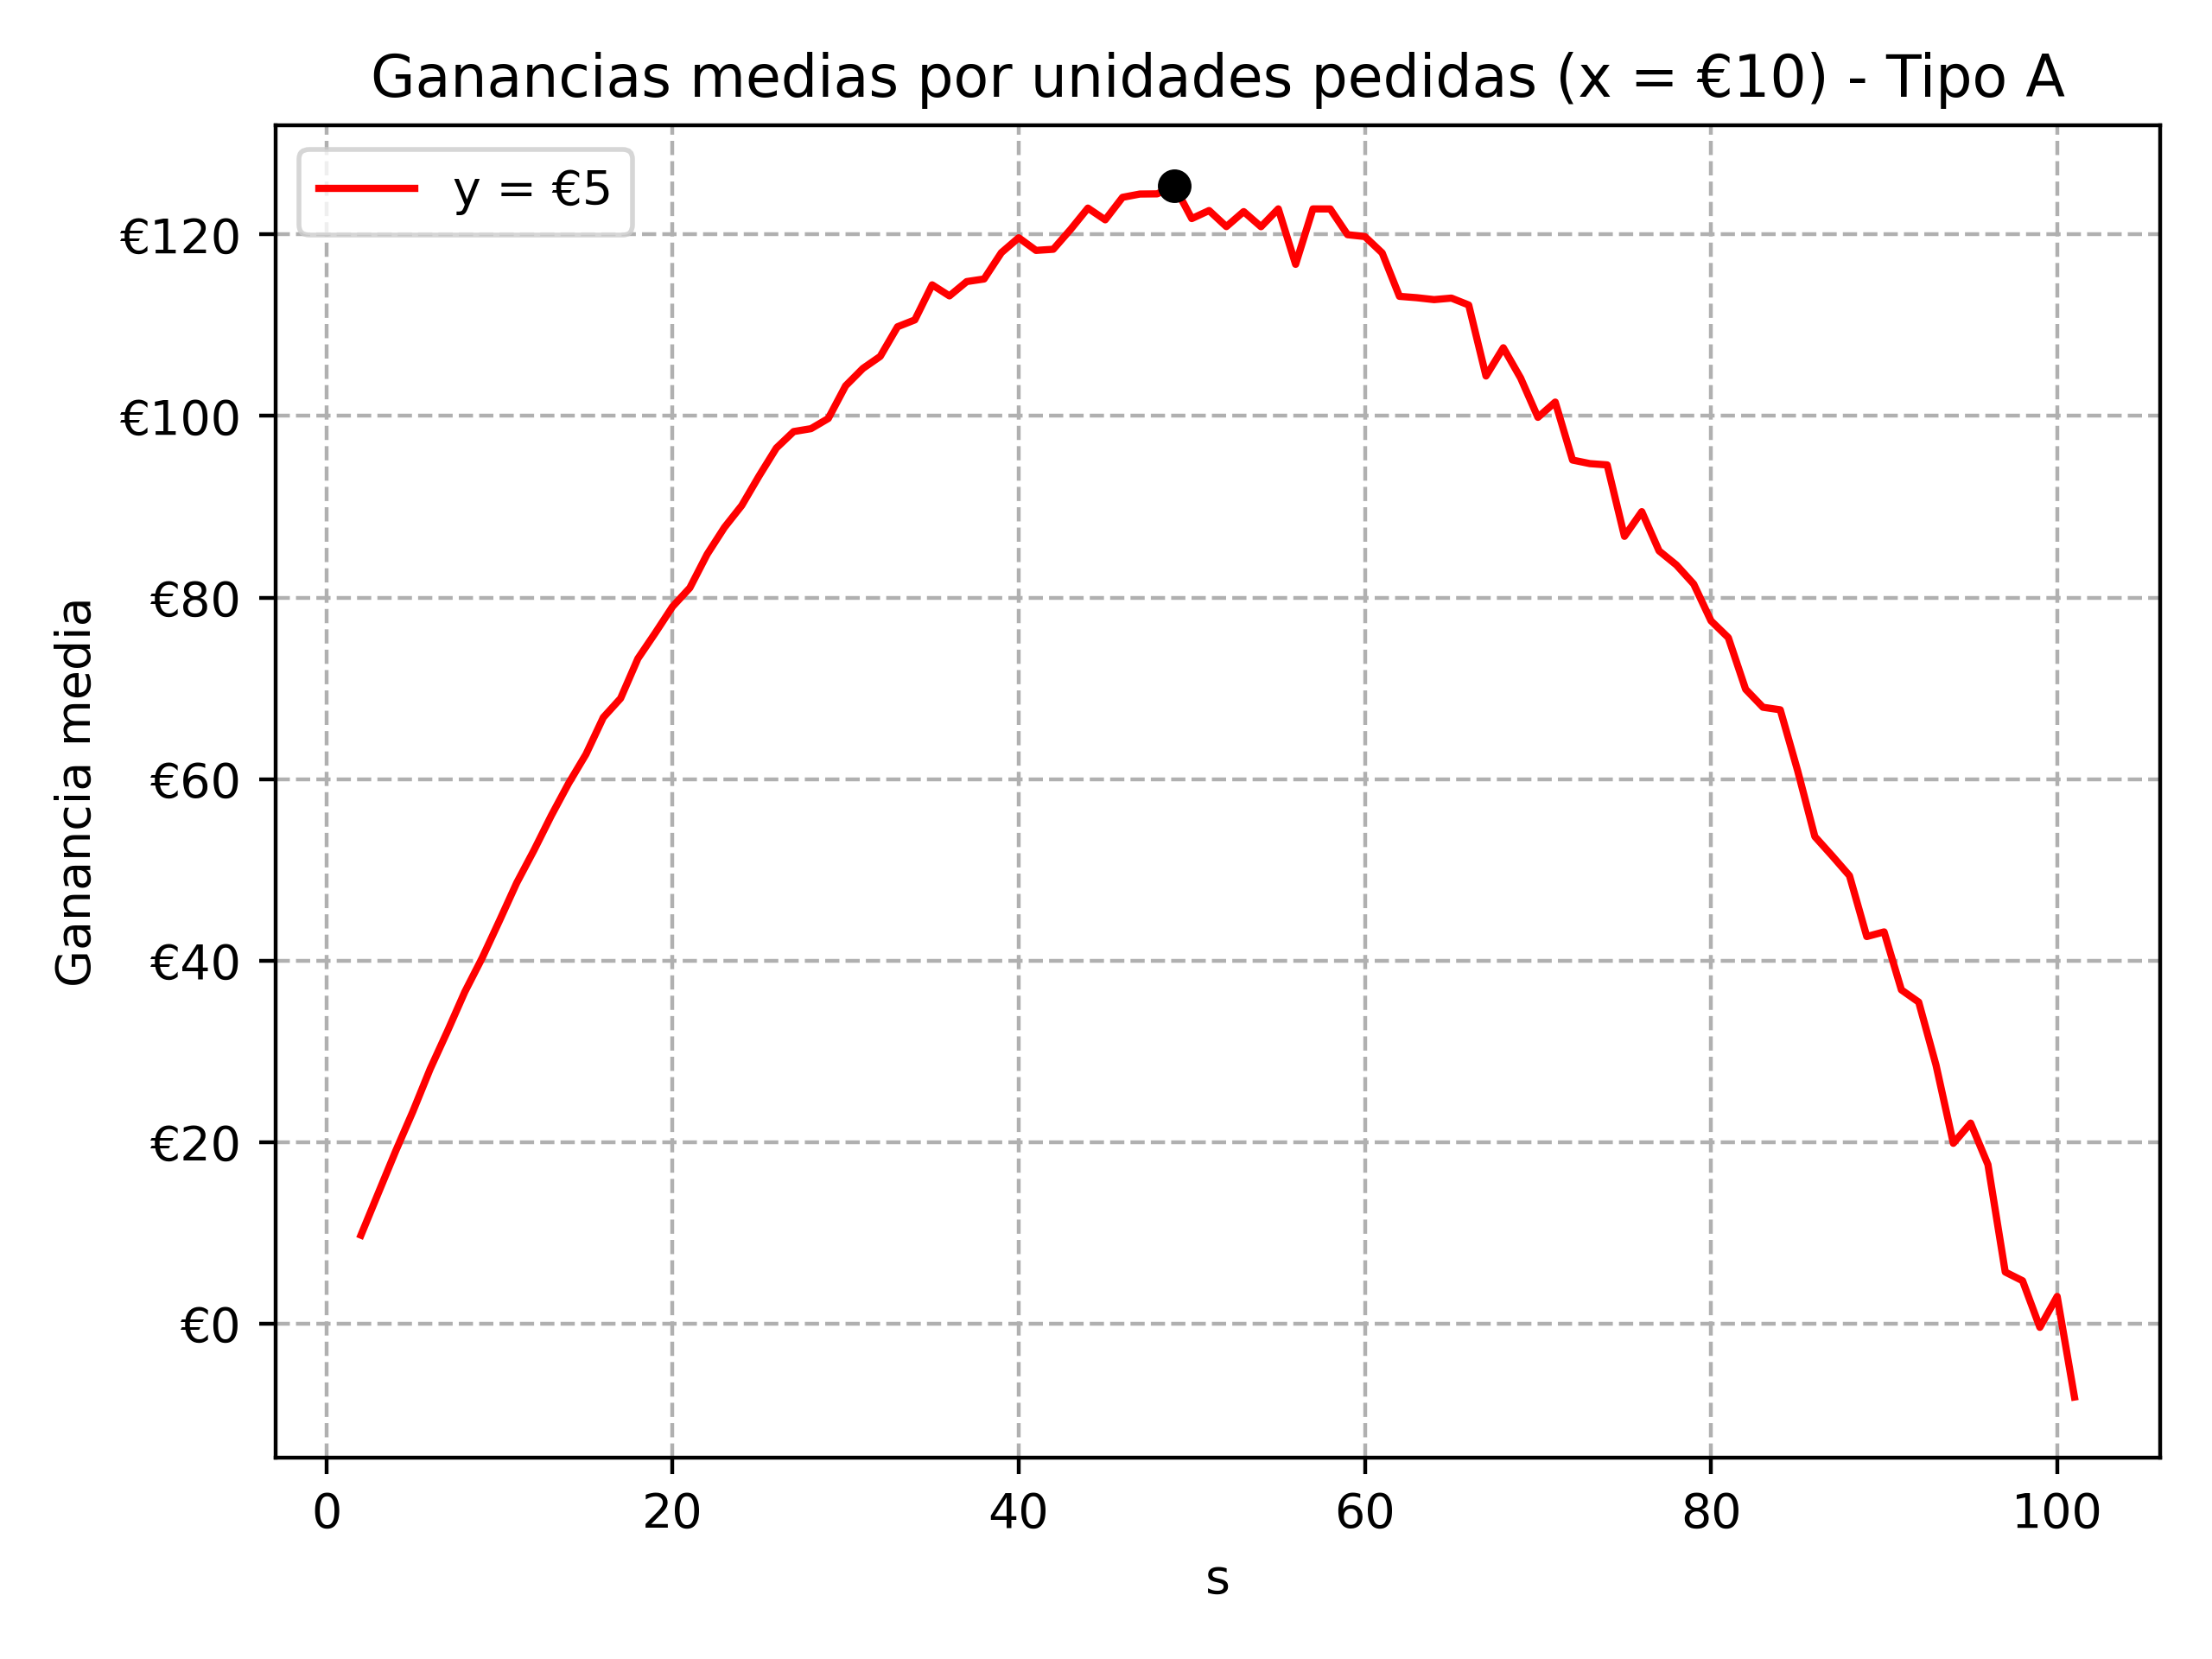 Ganancias medias por unidades pedidas (x = €10) - Tipo A
y = €5
Ganancia media
€120
€100
€80
€60
€40
€20
€0
0 20 40 60 80 100
s